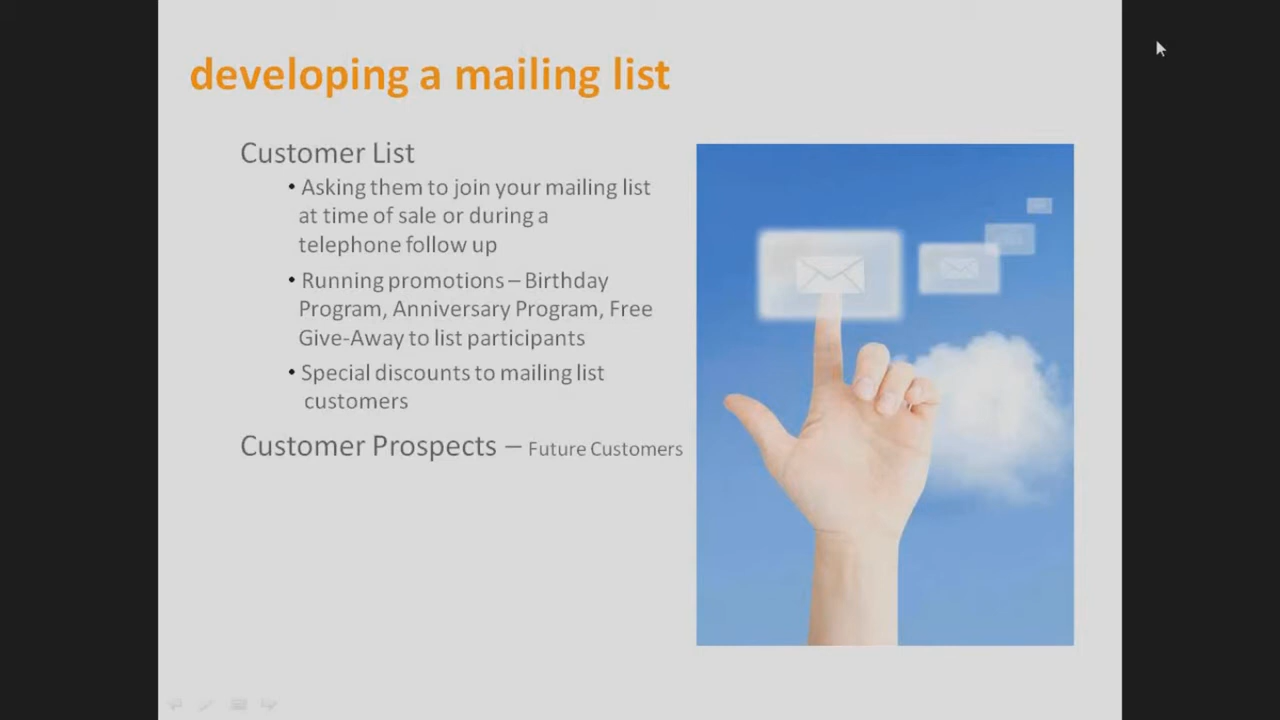 developing a mailing list
Customer List
• Asking them to join your mailing list
at time of sale or during a
telephone follow up
• Running promotions – Birthday
Program, Anniversary Program, Free
Give-Away to list participants
• Special discounts to mailing list
customers
Customer Prospects – Future Customers